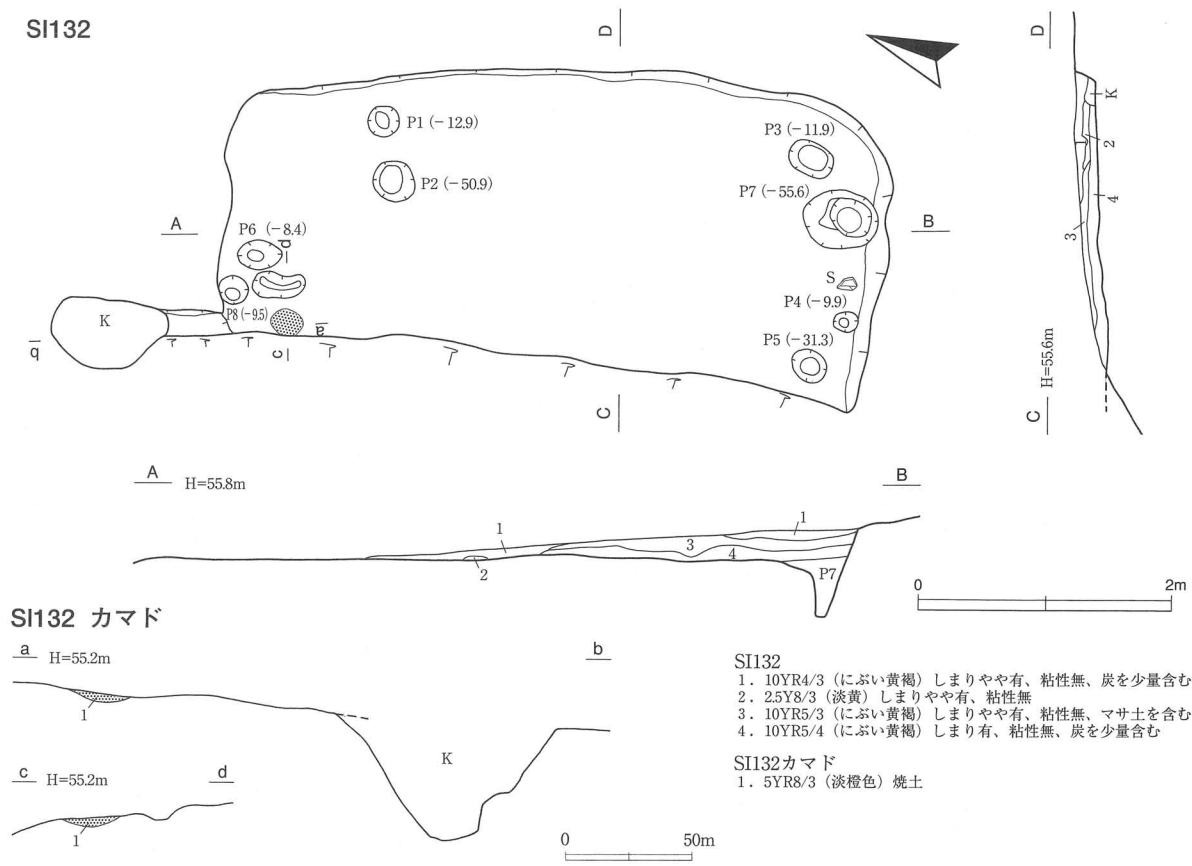 SI132
D
P1 (−12.9)
P2 (−50.9)
P3 (−11.9)
P7 (−55.6)
A
B
P6 (−8.4)
d
S
P4 (−9.9)
P8 (−9.5)
K
a
b
c
P5 (−31.3)
C
D
K
2
4
3
H=55.6m
C
A H=55.8m
B
1
1
3
4
2
P7
0 2m
SI132 カマド
a H=55.2m
b
1
K
c H=55.2m
d
1
0 50m
SI132
1．10YR4/3（にぶい黄褐）しまりやや有、粘性無、炭を少量含む
2．2.5Y8/3（淡黄）しまりやや有、粘性無
3．10YR5/3（にぶい黄褐）しまりやや有、粘性無、マサ土を含む
4．10YR5/4（にぶい黄褐）しまり有、粘性無、炭を少量含む
SI132カマド
1．5YR8/3（淡橙色）焼土